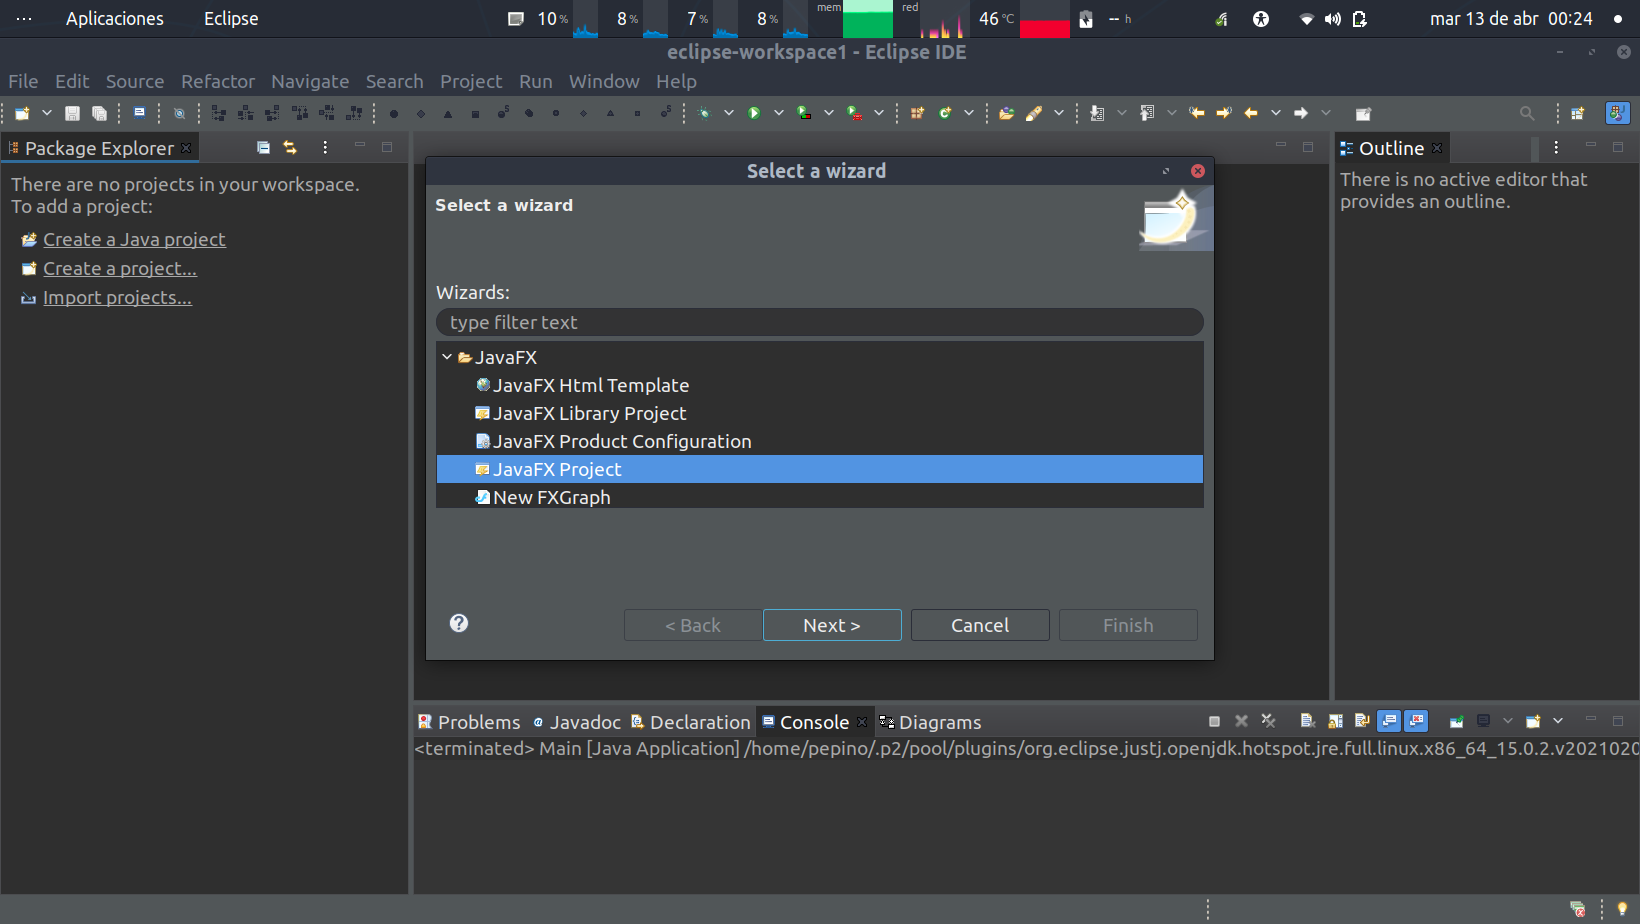 Aplicaciones Eclipse 10 % 8 % 7 % 8 % mem red 46 °C -- h mar 13 de abr 00:24
eclipse-workspace1 - Eclipse IDE
File Edit Source Refactor Navigate Search Project Run Window Help
Package Explorer
There are no projects in your workspace.
To add a project:
Create a Java project
Create a project...
Import projects...
Select a wizard
Select a wizard
Wizards:
type filter text
JavaFX
JavaFX Html Template
JavaFX Library Project
JavaFX Product Configuration
JavaFX Project
New FXGraph
< Back Next > Cancel Finish
Outline
There is no active editor that
provides an outline.
Problems Javadoc Declaration Console Diagrams
<terminated> Main [Java Application] /home/pepino/.p2/pool/plugins/org.eclipse.justj.openjdk.hotspot.jre.full.linux.x86_64_15.0.2.v2021020